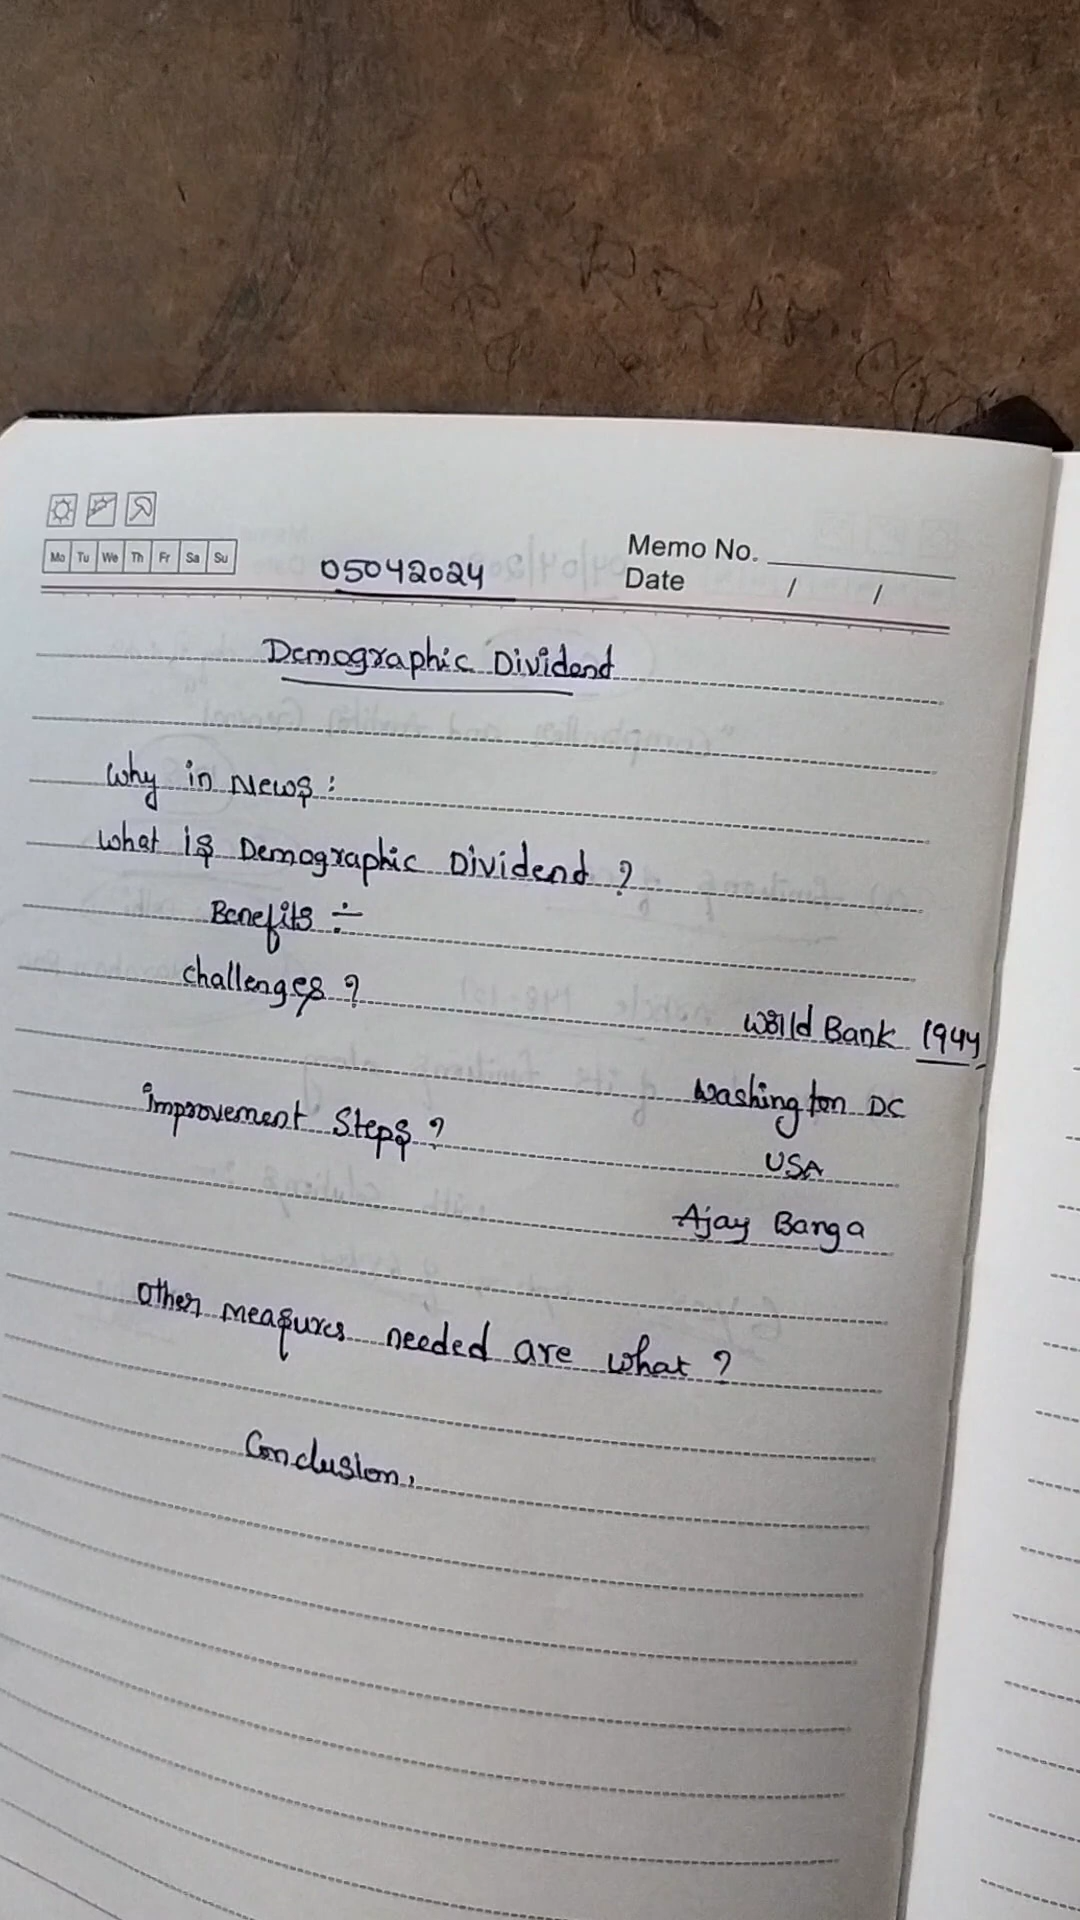 Mo Tu We Th Fr Sa Su
05042024
Memo No.
Date / /
Demographic Dividend
Why in News :
What is Demographic Dividend ?
Benefits ÷
challenges ?
World Bank 1944
Washington DC
improvement Steps ?
USA
Ajay Banga
Other measures needed are what ?
Conclusion,